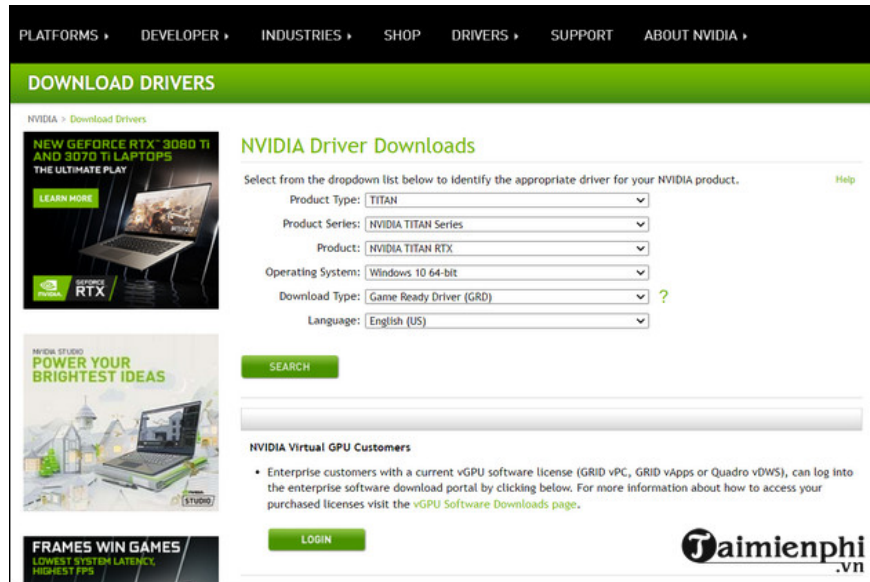 PLATFORMS DEVELOPER INDUSTRIES SHOP DRIVERS SUPPORT ABOUT NVIDIA
DOWNLOAD DRIVERS
NVIDIA > Download Drivers
NEW GEFORCE RTX™ 3080 Ti
AND 3070 Ti LAPTOPS
THE ULTIMATE PLAY
LEARN MORE
NVIDIA
GEFORCE
RTX
NVIDIA STUDIO
POWER YOUR
BRIGHTEST IDEAS
STUDIO
FRAMES WIN GAMES
LOWEST SYSTEM LATENCY,
HIGHEST FPS
NVIDIA Driver Downloads
Select from the dropdown list below to identify the appropriate driver for your NVIDIA product. Help
Product Type: TITAN
Product Series: NVIDIA TITAN Series
Product: NVIDIA TITAN RTX
Operating System: Windows 10 64-bit
Download Type: Game Ready Driver (GRD) ?
Language: English (US)
SEARCH
NVIDIA Virtual GPU Customers
• Enterprise customers with a current vGPU software license (GRID vPC, GRID vApps or Quadro vDWS), can log into
the enterprise software download portal by clicking below. For more information about how to access your
purchased licenses visit the vGPU Software Downloads page.
LOGIN
Taimienphi
.vn